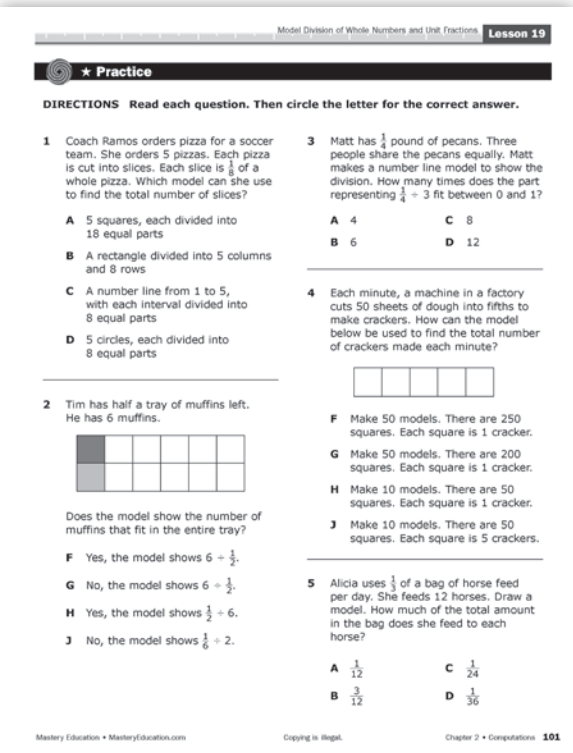 Model Division of Whole Numbers and Unit Fractions Lesson 19
★ Practice
DIRECTIONS Read each question. Then circle the letter for the correct answer.
1 Coach Ramos orders pizza for a soccer
team. She orders 5 pizzas. Each pizza
is cut into slices. Each slice is 1/8 of a
whole pizza. Which model can she use
to find the total number of slices?
A 5 squares, each divided into
18 equal parts
B A rectangle divided into 5 columns
and 8 rows
C A number line from 1 to 5,
with each interval divided into
8 equal parts
D 5 circles, each divided into
8 equal parts
2 Tim has half a tray of muffins left.
He has 6 muffins.
Does the model show the number of
muffins that fit in the entire tray?
F Yes, the model shows 6 ÷ 1/2.
G No, the model shows 6 ÷ 1/2.
H Yes, the model shows 1/2 ÷ 6.
J No, the model shows 1/6 ÷ 2.
3 Matt has 1/4 pound of pecans. Three
people share the pecans equally. Matt
makes a number line model to show the
division. How many times does the part
representing 1/4 ÷ 3 fit between 0 and 1?
A 4 C 8
B 6 D 12
4 Each minute, a machine in a factory
cuts 50 sheets of dough into fifths to
make crackers. How can the model
below be used to find the total number
of crackers made each minute?
F Make 50 models. There are 250
squares. Each square is 1 cracker.
G Make 50 models. There are 200
squares. Each square is 1 cracker.
H Make 10 models. There are 50
squares. Each square is 1 cracker.
J Make 10 models. There are 50
squares. Each square is 5 crackers.
5 Alicia uses 1/3 of a bag of horse feed
per day. She feeds 12 horses. Draw a
model. How much of the total amount
in the bag does she feed to each
horse?
A 1/12 C 1/24
B 3/12 D 1/36
Mastery Education • MasteryEducation.com Copying is illegal. Chapter 2 • Computations 101